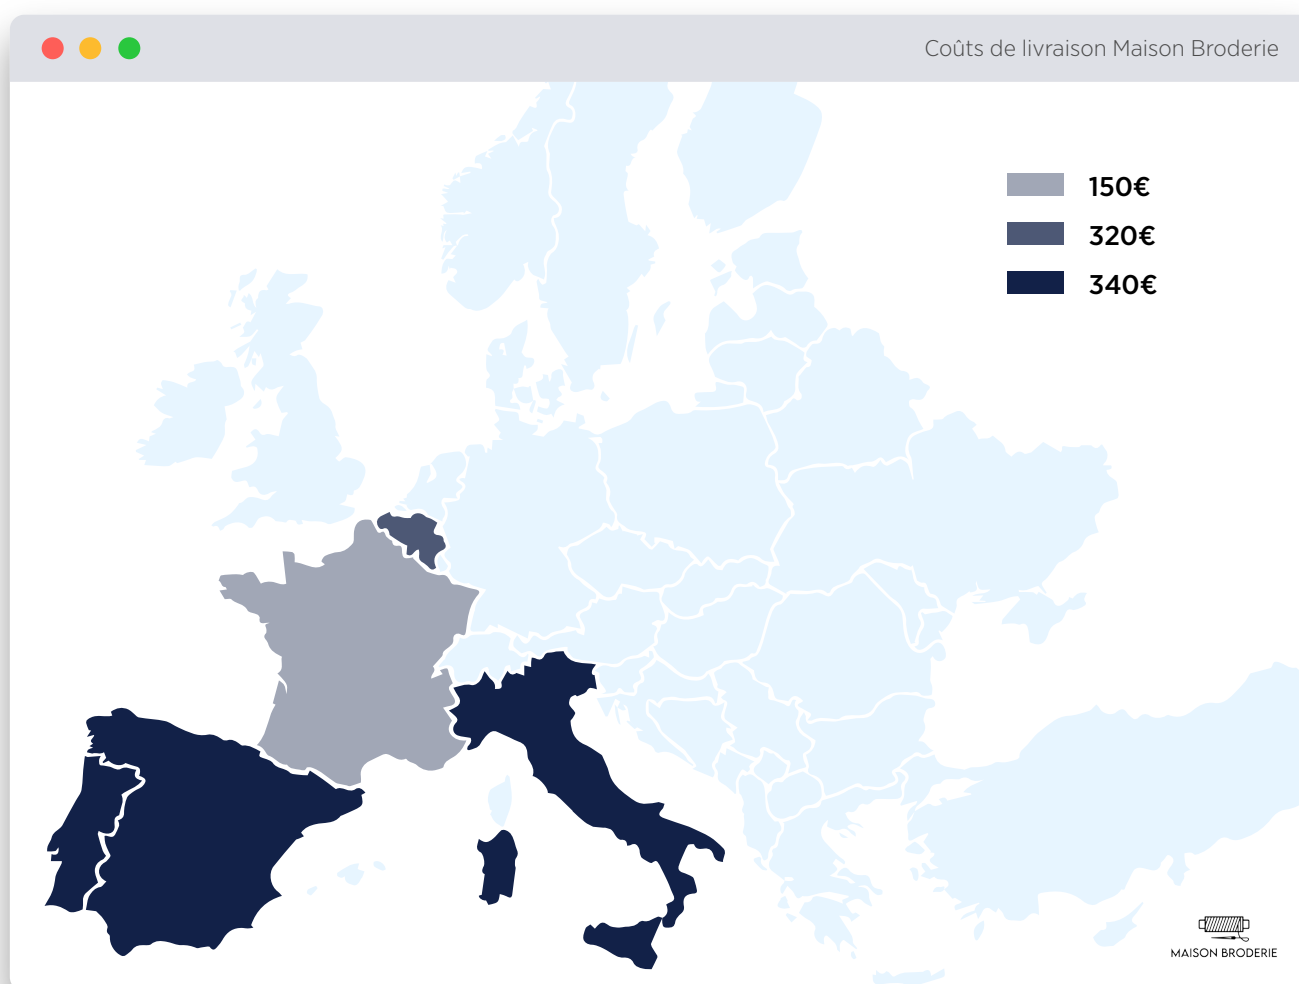 Coûts de livraison Maison Broderie
150€
320€
340€
MAISON BRODERIE